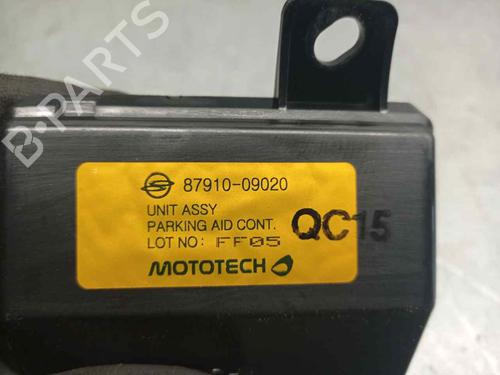 B-PARTS
87910-09020
UNIT ASSY
PARKING AID CONT.
QC15
LOT NO: FF05
MOTOTECH